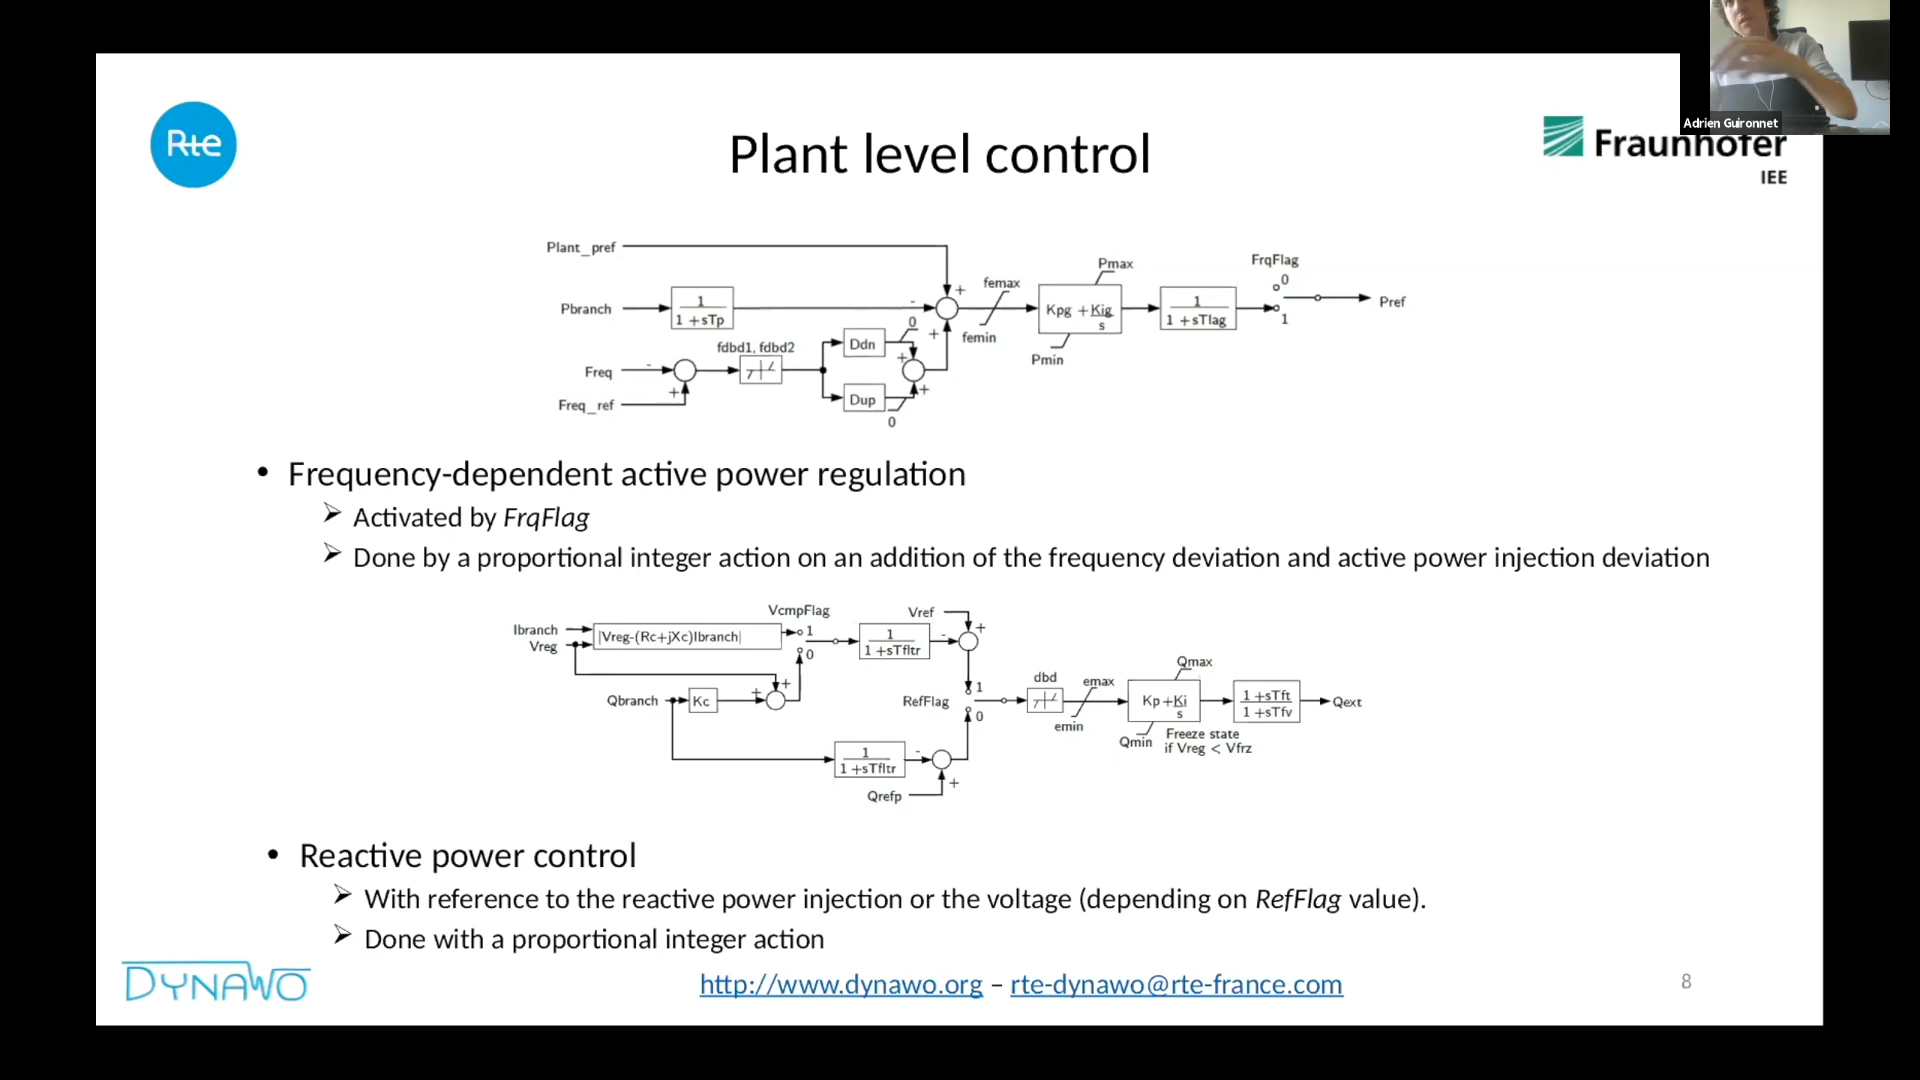 Adrien Guironnet
Rte
Plant level control
Fraunhofer
IEE
Plant_pref
Pbranch
1
1 +sTp
Freq
Freq_ref
-
+
fdbd1, fdbd2
Ddn
0
Dup
0
+
+
+
-
+
femax
femin
Pmax
Kpg +Kig
s
Pmin
1
1 +sTlag
FrqFlag
0
1
Pref
• Frequency-dependent active power regulation
➢ Activated by FrqFlag
➢ Done by a proportional integer action on an addition of the frequency deviation and active power injection deviation
Ibranch
Vreg
|Vreg-(Rc+jXc)Ibranch|
VcmpFlag
1
0
Qbranch
Kc
+
+
1
1 +sTfltr
Vref
-
+
RefFlag
1
0
1
1 +sTfltr
-
+
Qrefp
dbd
emax
emin
Qmax
Kp +Ki
s
Qmin
Freeze state
if Vreg < Vfrz
1 +sTft
1 +sTfv
Qext
• Reactive power control
➢ With reference to the reactive power injection or the voltage (depending on RefFlag value).
➢ Done with a proportional integer action
DYNAWO
http://www.dynawo.org – rte-dynawo@rte-france.com
8